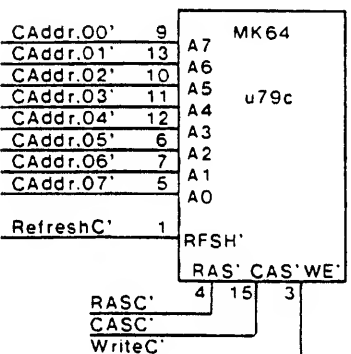 CAddr.00' 9 MK64
CAddr.01' 13 A7
CAddr.02' 10 A6
CAddr.03' 11 A5 u79c
CAddr.04' 12 A4
CAddr.05' 6 A3
CAddr.06' 7 A2
CAddr.07' 5 A1
A0
RefreshC' 1
RFSH'
RAS' CAS' WE'
4 15 3
RASC'
CASC'
WriteC'